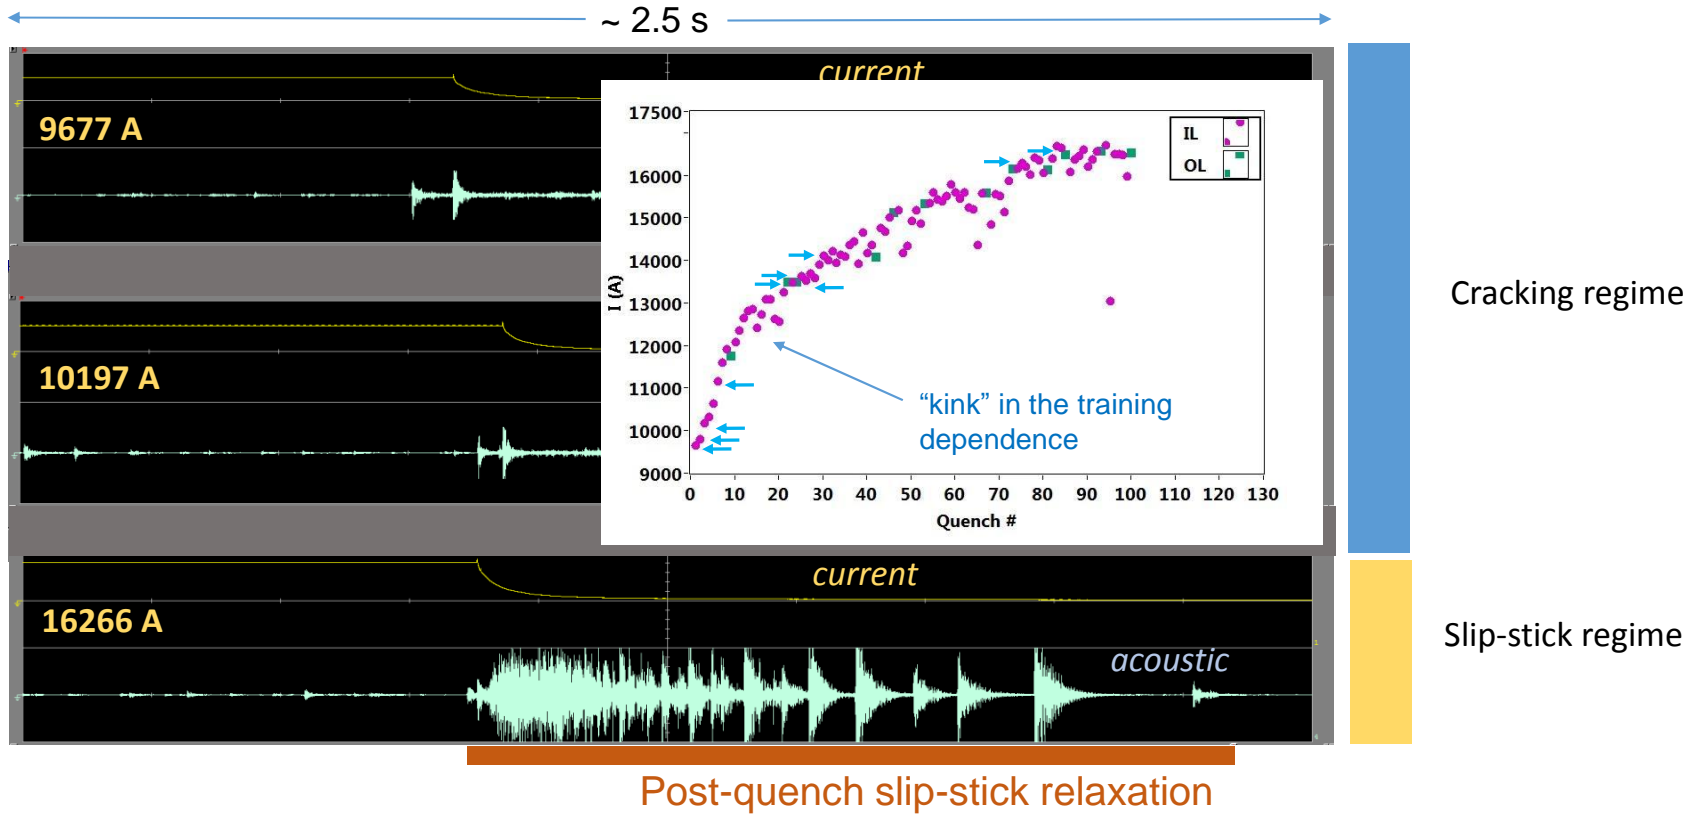 ~ 2.5 s
current
9677 A
10197 A
17500
16000
15000
14000
13000
12000
11000
10000
9000
I (A)
IL
OL
“kink” in the training
dependence
0 10 20 30 40 50 60 70 80 90 100 110 120 130
Quench #
Cracking regime
current
16266 A
acoustic
Slip-stick regime
Post-quench slip-stick relaxation